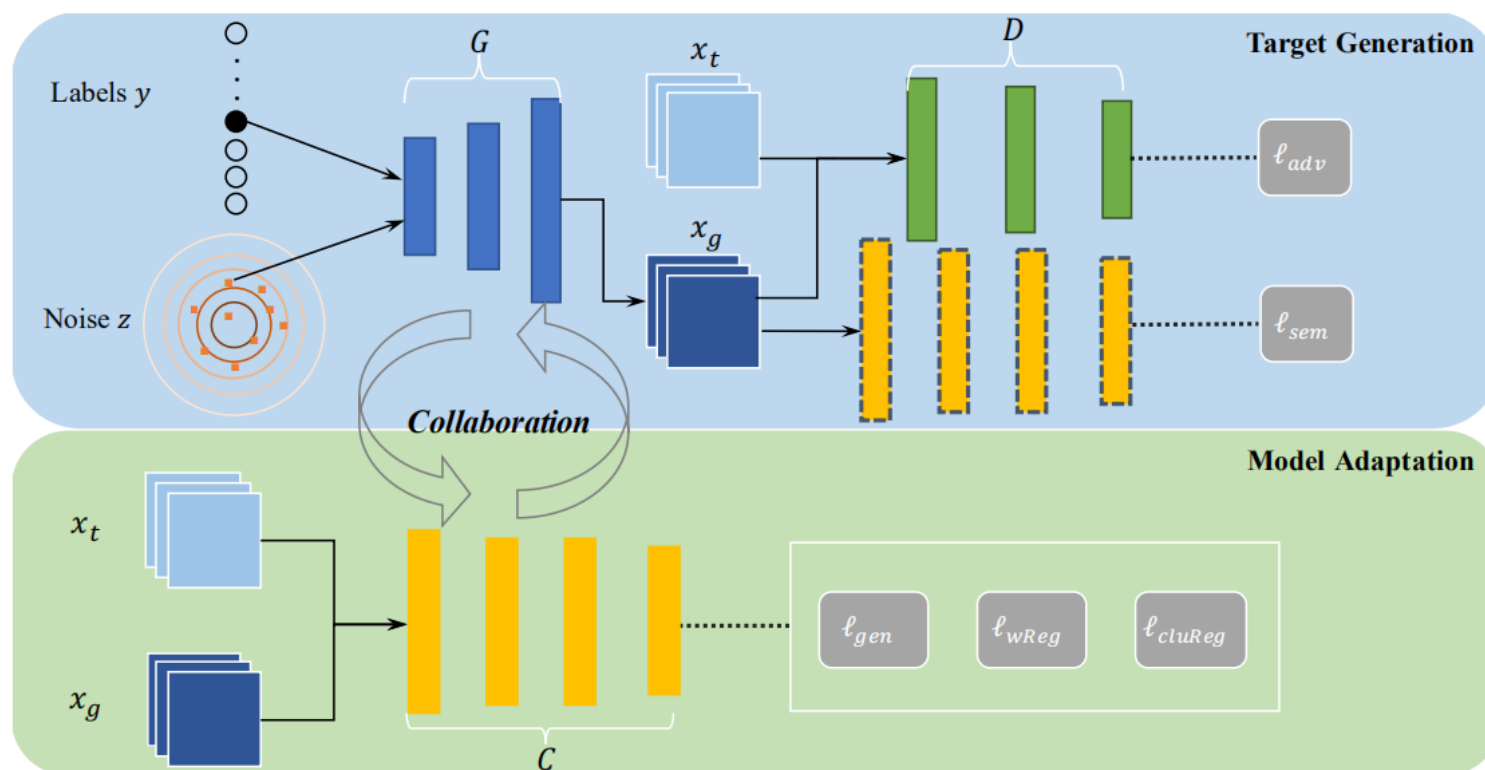 Target Generation
G
D
x_t
Labels y
ℓ_adv
x_g
Noise z
ℓ_sem
Collaboration
Model Adaptation
x_t
ℓ_gen
ℓ_wReg
ℓ_cluReg
x_g
C